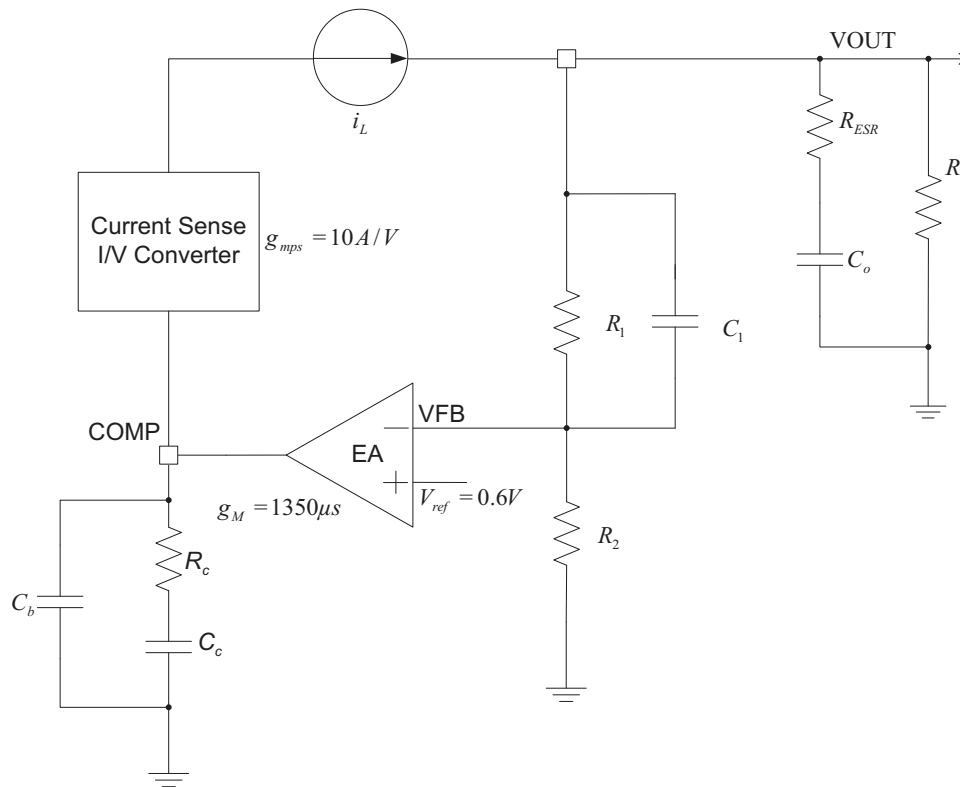 VOUT
i_L
R_ESR
R
Current Sense
I/V Converter
g_mps = 10A/V
C_o
R_1
C_1
COMP
VFB
EA
V_ref = 0.6V
g_M = 1350μs
R_2
R_c
C_b
C_c